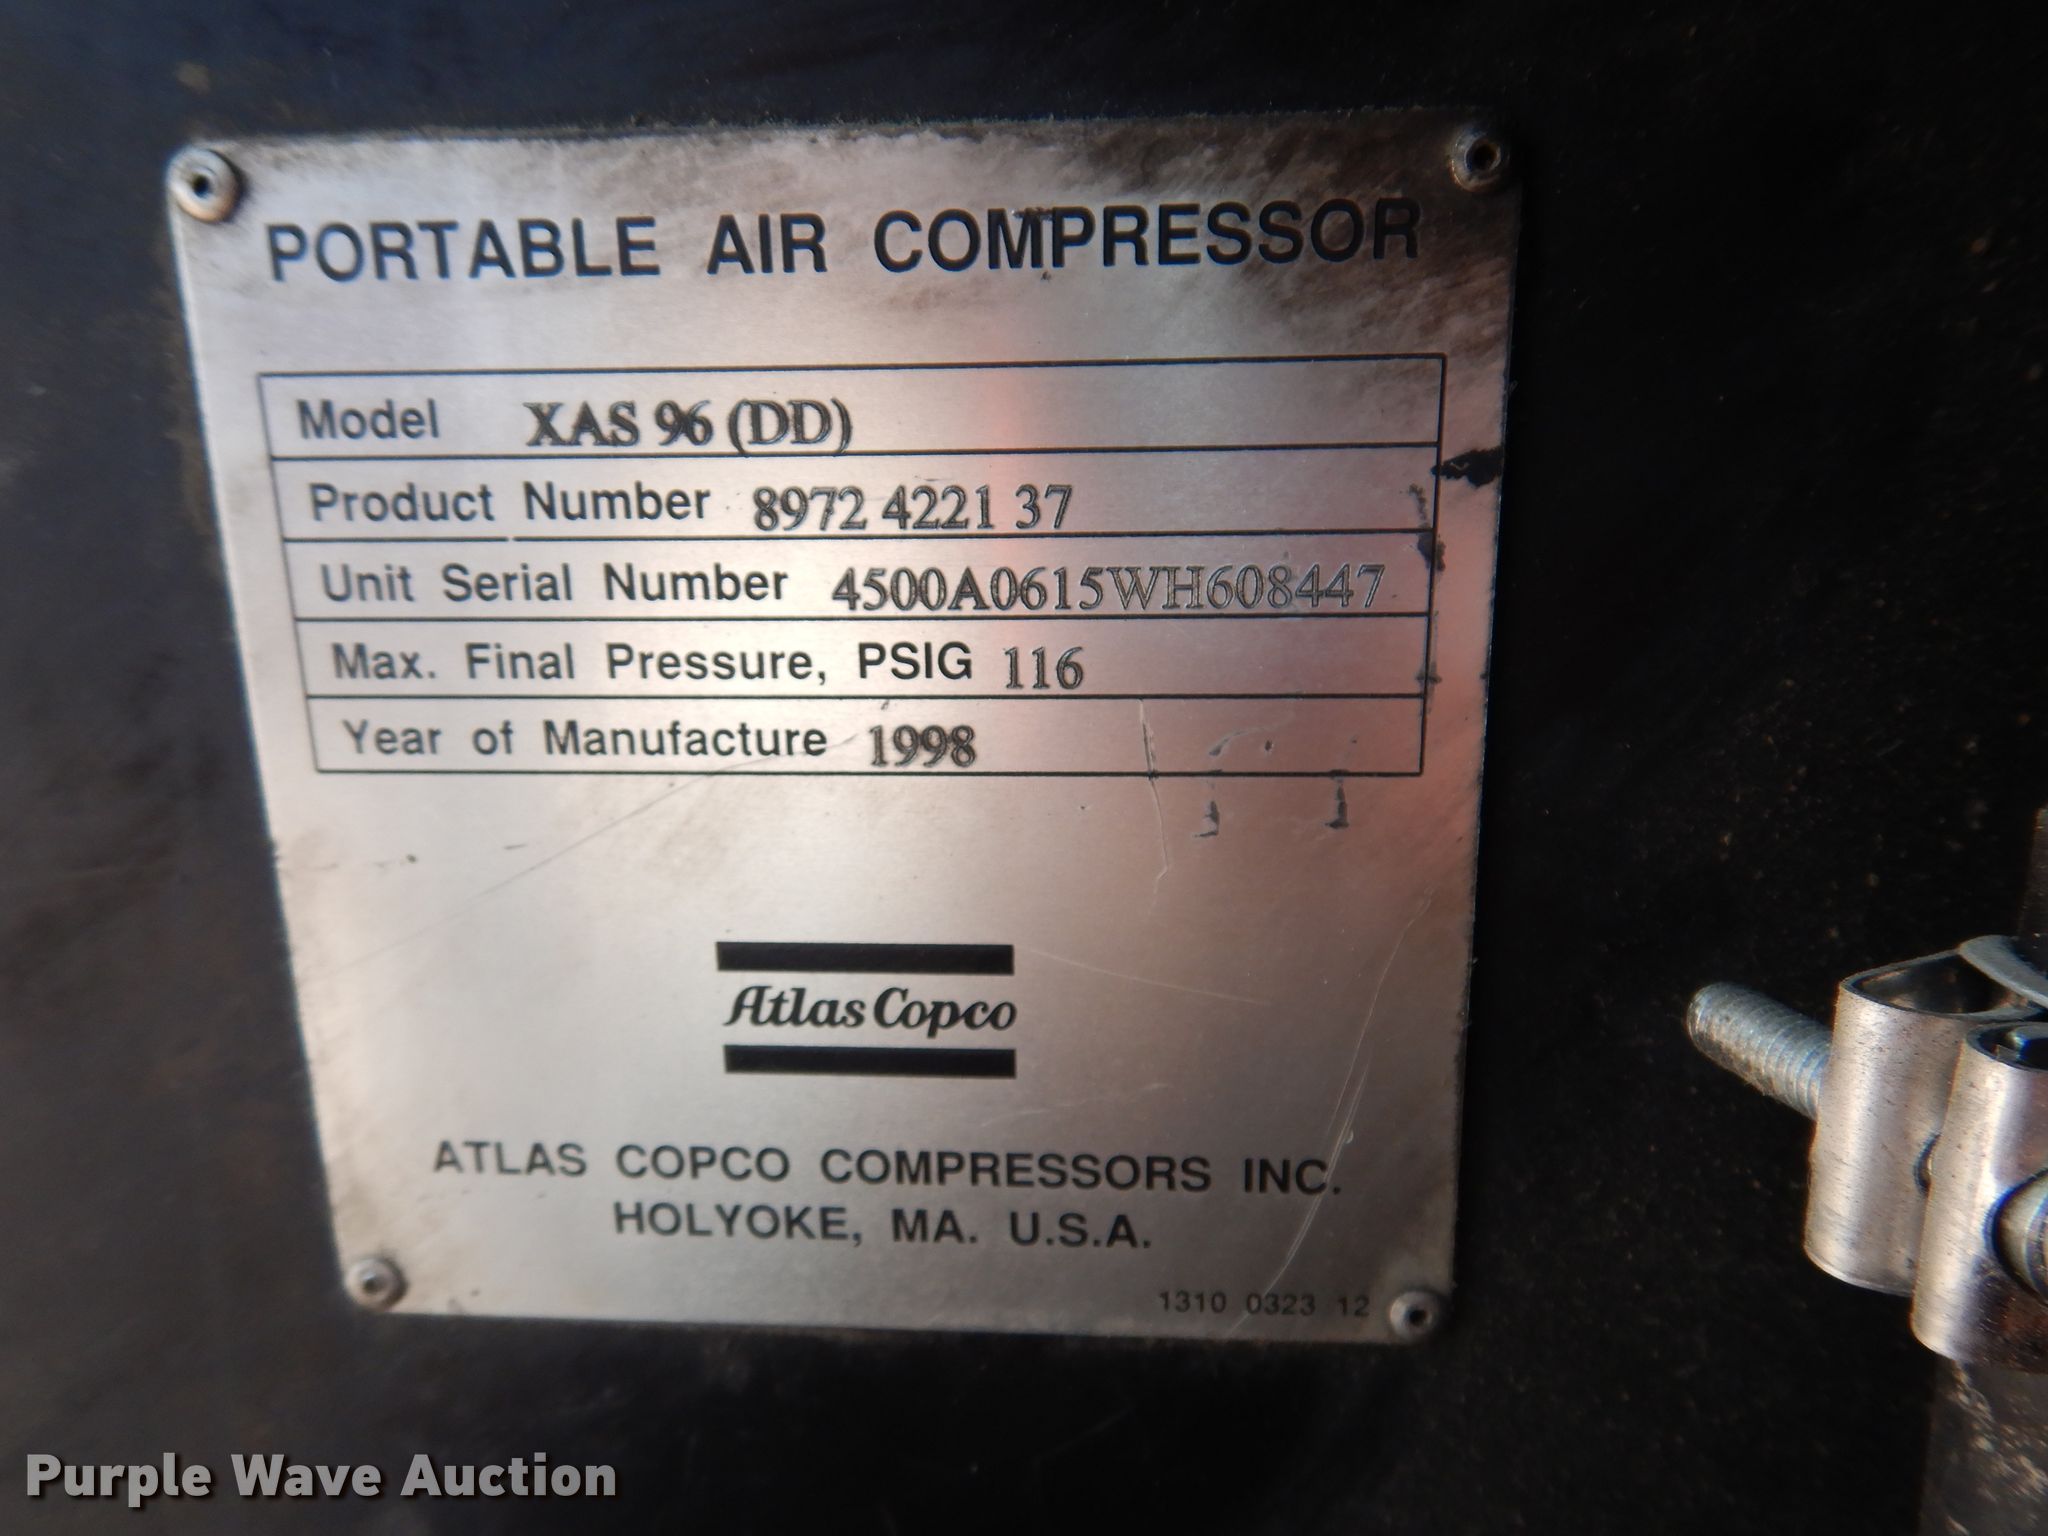 PORTABLE AIR COMPRESSOR
Model XAS 96 (DD)
Product Number 8972 4221 37
Unit Serial Number 4500A0615WH608447
Max. Final Pressure, PSIG 116
Year of Manufacture 1998
Atlas Copco
ATLAS COPCO COMPRESSORS INC.
HOLYOKE, MA. U.S.A.
1310 0323 12
Purple Wave Auction